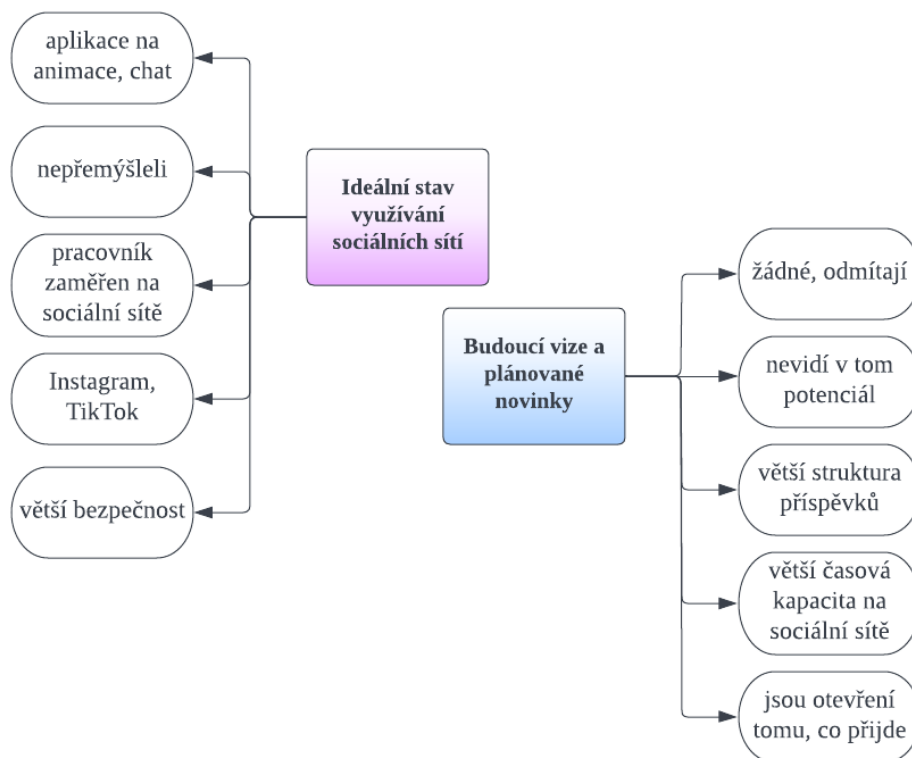 aplikace na
animace, chat
nepřemýšleli
pracovník
zaměřen na
sociální sítě
Instagram,
TikTok
větší bezpečnost
Ideální stav
využívání
sociálních sítí
Budoucí vize a
plánované
novinky
žádné, odmítají
nevidí v tom
potenciál
větší struktura
příspěvků
větší časová
kapacita na
sociální sítě
jsou otevření
tomu, co přijde